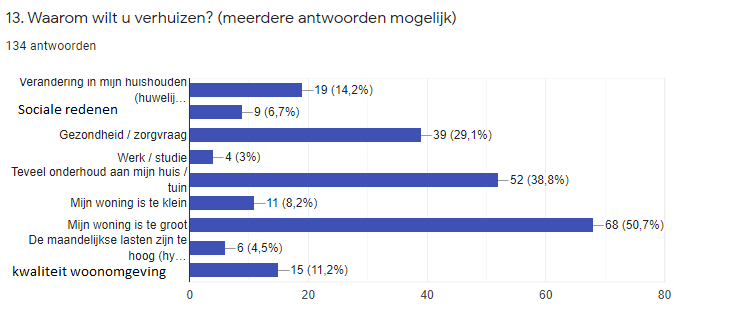 13. Waarom wilt u verhuizen? (meerdere antwoorden mogelijk)
134 antwoorden
Verandering in mijn huishouden
(huwelij…
19 (14,2%)
Sociale redenen
9 (6,7%)
Gezondheid / zorgvraag
39 (29,1%)
Werk / studie
4 (3%)
Teveel onderhoud aan mijn huis /
tuin
52 (38,8%)
Mijn woning is te klein
11 (8,2%)
Mijn woning is te groot
68 (50,7%)
De maandelijkse lasten zijn te
hoog (hy…
6 (4,5%)
kwaliteit woonomgeving
15 (11,2%)
0 20 40 60 80